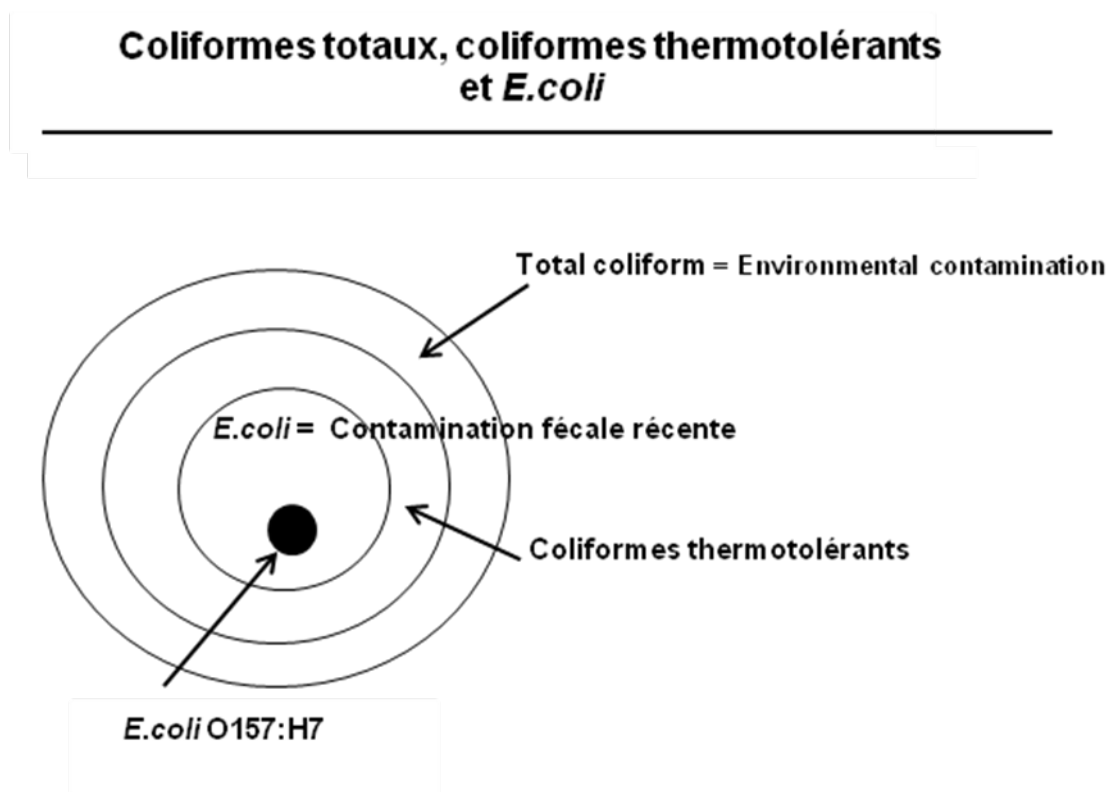 Coliformes totaux, coliformes thermotolérants
et E.coli
Total coliform = Environmental contamination
E.coli = Contamination fécale récente
Coliformes thermotolérants
E.coli O157:H7